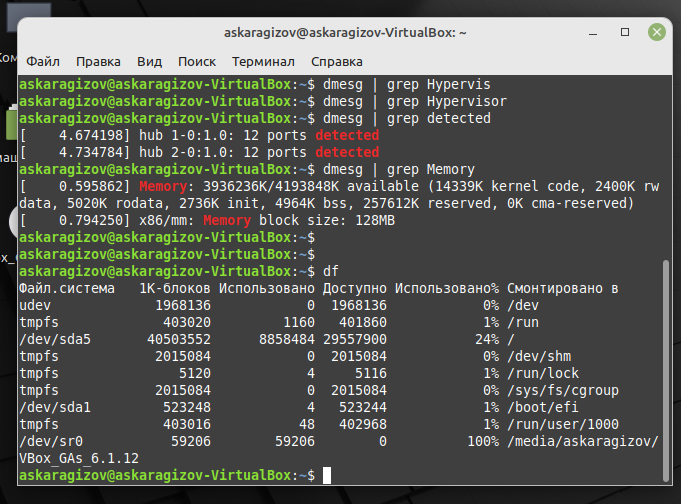 askaragizov@askaragizov-VirtualBox: ~
Файл Правка Вид Поиск Терминал Справка
askaragizov@askaragizov-VirtualBox:~$ dmesg | grep Hypervis
askaragizov@askaragizov-VirtualBox:~$ dmesg | grep Hypervisor
askaragizov@askaragizov-VirtualBox:~$ dmesg | grep detected
[    4.674198] hub 1-0:1.0: 12 ports detected
[    4.734784] hub 2-0:1.0: 12 ports detected
askaragizov@askaragizov-VirtualBox:~$ dmesg | grep Memory
[    0.595862] Memory: 3936236K/4193848K available (14339K kernel code, 2400K rw
data, 5020K rodata, 2736K init, 4964K bss, 257612K reserved, 0K cma-reserved)
[    0.794250] x86/mm: Memory block size: 128MB
askaragizov@askaragizov-VirtualBox:~$
askaragizov@askaragizov-VirtualBox:~$
askaragizov@askaragizov-VirtualBox:~$ df
Файл.система   1K-блоков Использовано Доступно Использовано% Смонтировано в
udev             1968136            0  1968136            0% /dev
tmpfs             403020         1160   401860            1% /run
/dev/sda5       40503552      8858484 29557900           24% /
tmpfs            2015084            0  2015084            0% /dev/shm
tmpfs               5120            4     5116            1% /run/lock
tmpfs            2015084            0  2015084            0% /sys/fs/cgroup
/dev/sda1         523248            4   523244            1% /boot/efi
tmpfs             403016           48   402968            1% /run/user/1000
/dev/sr0           59206        59206        0          100% /media/askaragizov/
VBox_GAs_6.1.12
askaragizov@askaragizov-VirtualBox:~$